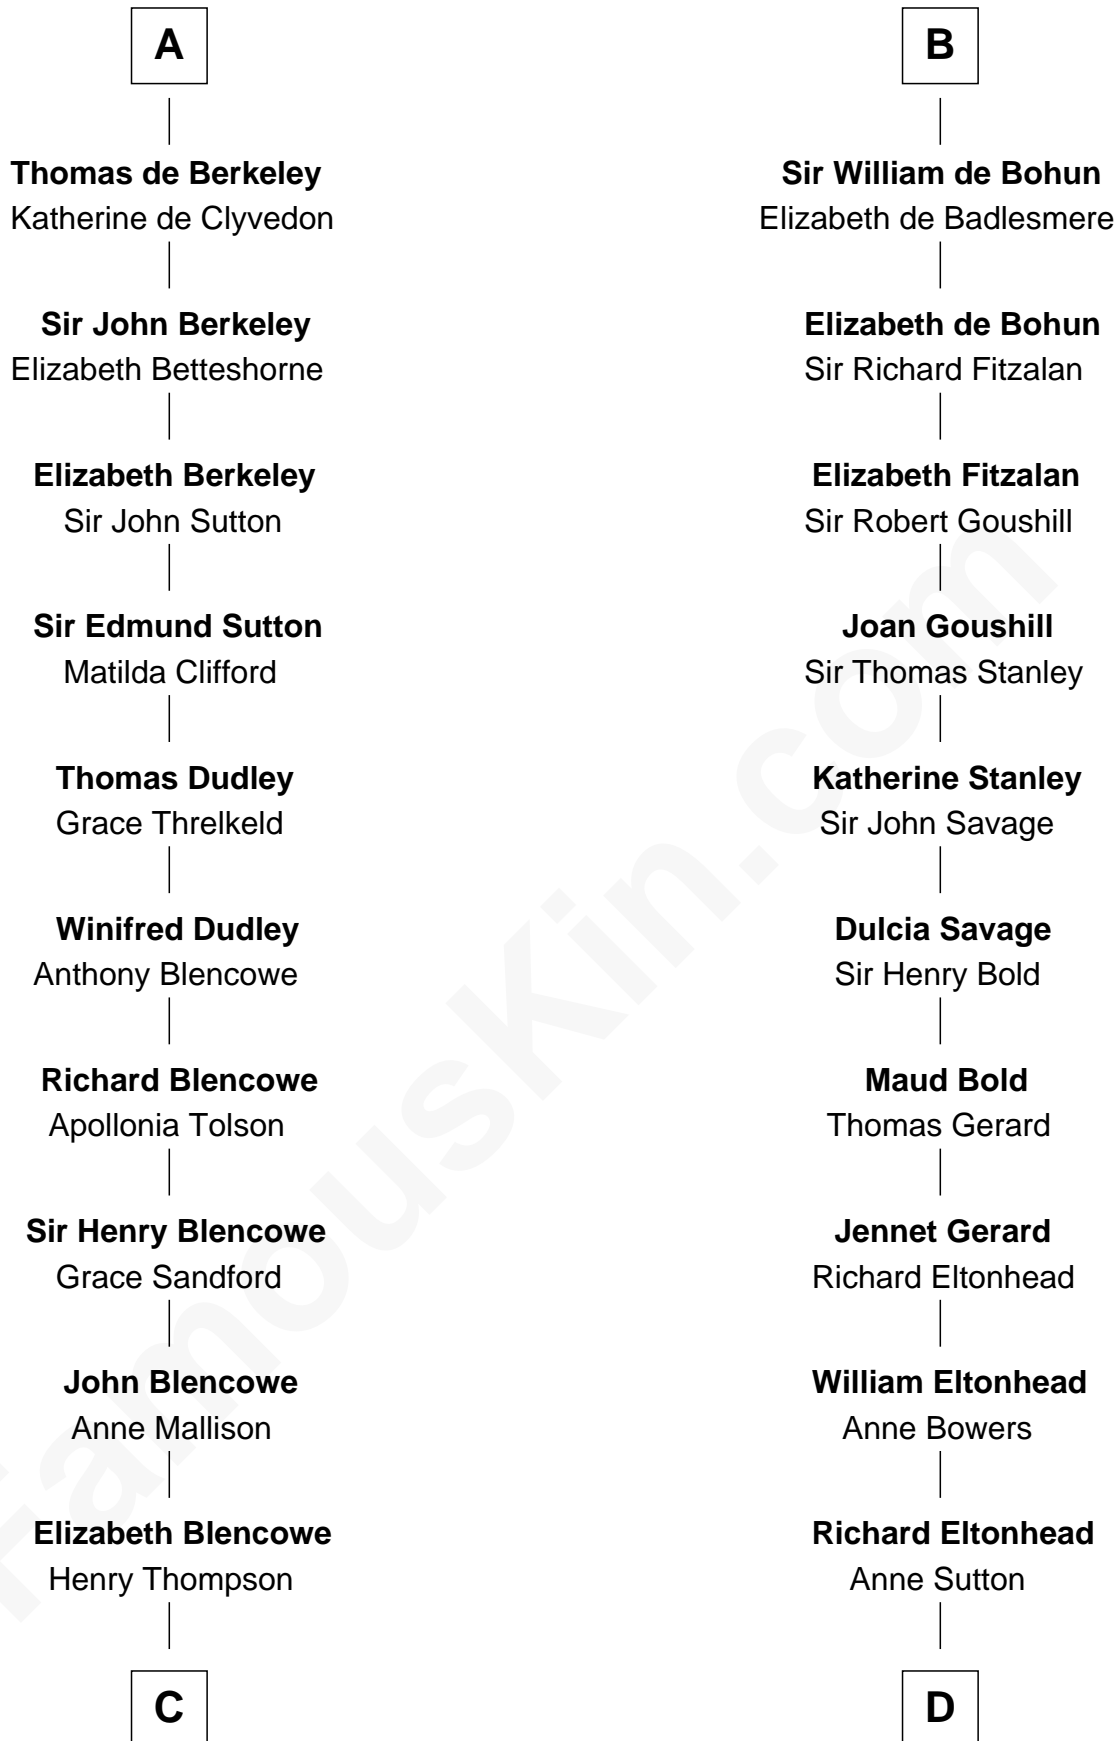 A
Thomas de Berkeley
Katherine de Clyvedon
Sir John Berkeley
Elizabeth Betteshorne
Elizabeth Berkeley
Sir John Sutton
Sir Edmund Sutton
Matilda Clifford
Thomas Dudley
Grace Threlkeld
Winifred Dudley
Anthony Blencowe
Richard Blencowe
Apollonia Tolson
Sir Henry Blencowe
Grace Sandford
John Blencowe
Anne Mallison
Elizabeth Blencowe
Henry Thompson
C
B
Sir William de Bohun
Elizabeth de Badlesmere
Elizabeth de Bohun
Sir Richard Fitzalan
Elizabeth Fitzalan
Sir Robert Goushill
Joan Goushill
Sir Thomas Stanley
Katherine Stanley
Sir John Savage
Dulcia Savage
Sir Henry Bold
Maud Bold
Thomas Gerard
Jennet Gerard
Richard Eltonhead
William Eltonhead
Anne Bowers
Richard Eltonhead
Anne Sutton
D
FamousKin.com